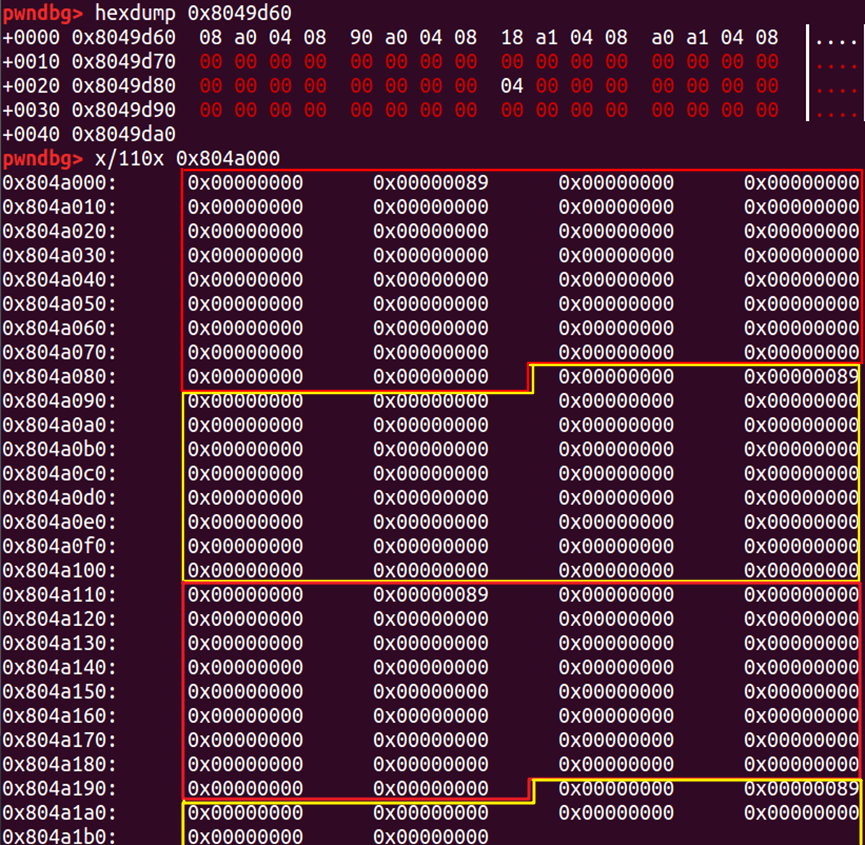 pwndbg> hexdump 0x8049d60
+0000 0x8049d60 08 a0 04 08 90 a0 04 08 18 a1 04 08 a0 a1 04 08 ....
+0010 0x8049d70 00 00 00 00 00 00 00 00 00 00 00 00 00 00 00 00 ....
+0020 0x8049d80 00 00 00 00 00 00 00 00 04 00 00 00 00 00 00 00 ....
+0030 0x8049d90 00 00 00 00 00 00 00 00 00 00 00 00 00 00 00 00 ....
+0040 0x8049da0
pwndbg> x/110x 0x804a000
0x804a000: 0x00000000 0x00000089 0x00000000 0x00000000
0x804a010: 0x00000000 0x00000000 0x00000000 0x00000000
0x804a020: 0x00000000 0x00000000 0x00000000 0x00000000
0x804a030: 0x00000000 0x00000000 0x00000000 0x00000000
0x804a040: 0x00000000 0x00000000 0x00000000 0x00000000
0x804a050: 0x00000000 0x00000000 0x00000000 0x00000000
0x804a060: 0x00000000 0x00000000 0x00000000 0x00000000
0x804a070: 0x00000000 0x00000000 0x00000000 0x00000000
0x804a080: 0x00000000 0x00000000 0x00000000 0x00000089
0x804a090: 0x00000000 0x00000000 0x00000000 0x00000000
0x804a0a0: 0x00000000 0x00000000 0x00000000 0x00000000
0x804a0b0: 0x00000000 0x00000000 0x00000000 0x00000000
0x804a0c0: 0x00000000 0x00000000 0x00000000 0x00000000
0x804a0d0: 0x00000000 0x00000000 0x00000000 0x00000000
0x804a0e0: 0x00000000 0x00000000 0x00000000 0x00000000
0x804a0f0: 0x00000000 0x00000000 0x00000000 0x00000000
0x804a100: 0x00000000 0x00000000 0x00000000 0x00000000
0x804a110: 0x00000000 0x00000089 0x00000000 0x00000000
0x804a120: 0x00000000 0x00000000 0x00000000 0x00000000
0x804a130: 0x00000000 0x00000000 0x00000000 0x00000000
0x804a140: 0x00000000 0x00000000 0x00000000 0x00000000
0x804a150: 0x00000000 0x00000000 0x00000000 0x00000000
0x804a160: 0x00000000 0x00000000 0x00000000 0x00000000
0x804a170: 0x00000000 0x00000000 0x00000000 0x00000000
0x804a180: 0x00000000 0x00000000 0x00000000 0x00000000
0x804a190: 0x00000000 0x00000000 0x00000000 0x00000089
0x804a1a0: 0x00000000 0x00000000 0x00000000 0x00000000
0x804a1b0: 0x00000000 0x00000000